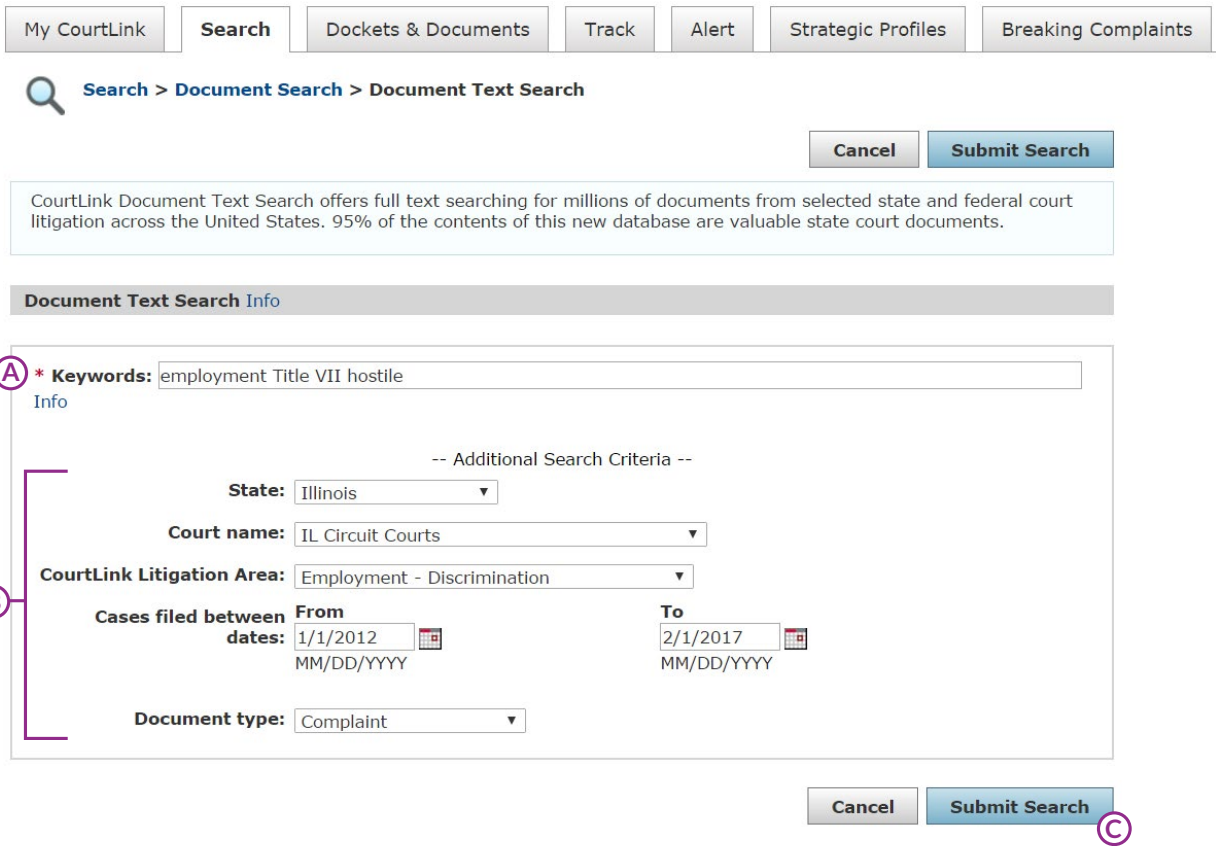 My CourtLink Search Dockets & Documents Track Alert Strategic Profiles Breaking Complaints
Search > Document Search > Document Text Search
Cancel Submit Search
CourtLink Document Text Search offers full text searching for millions of documents from selected state and federal court
litigation across the United States. 95% of the contents of this new database are valuable state court documents.
Document Text Search Info
A * Keywords: employment Title VII hostile
Info
-- Additional Search Criteria --
State: Illinois
Court name: IL Circuit Courts
CourtLink Litigation Area: Employment - Discrimination
Cases filed between From To
dates: 1/1/2012 2/1/2017
MM/DD/YYYY MM/DD/YYYY
Document type: Complaint
Cancel Submit Search
C